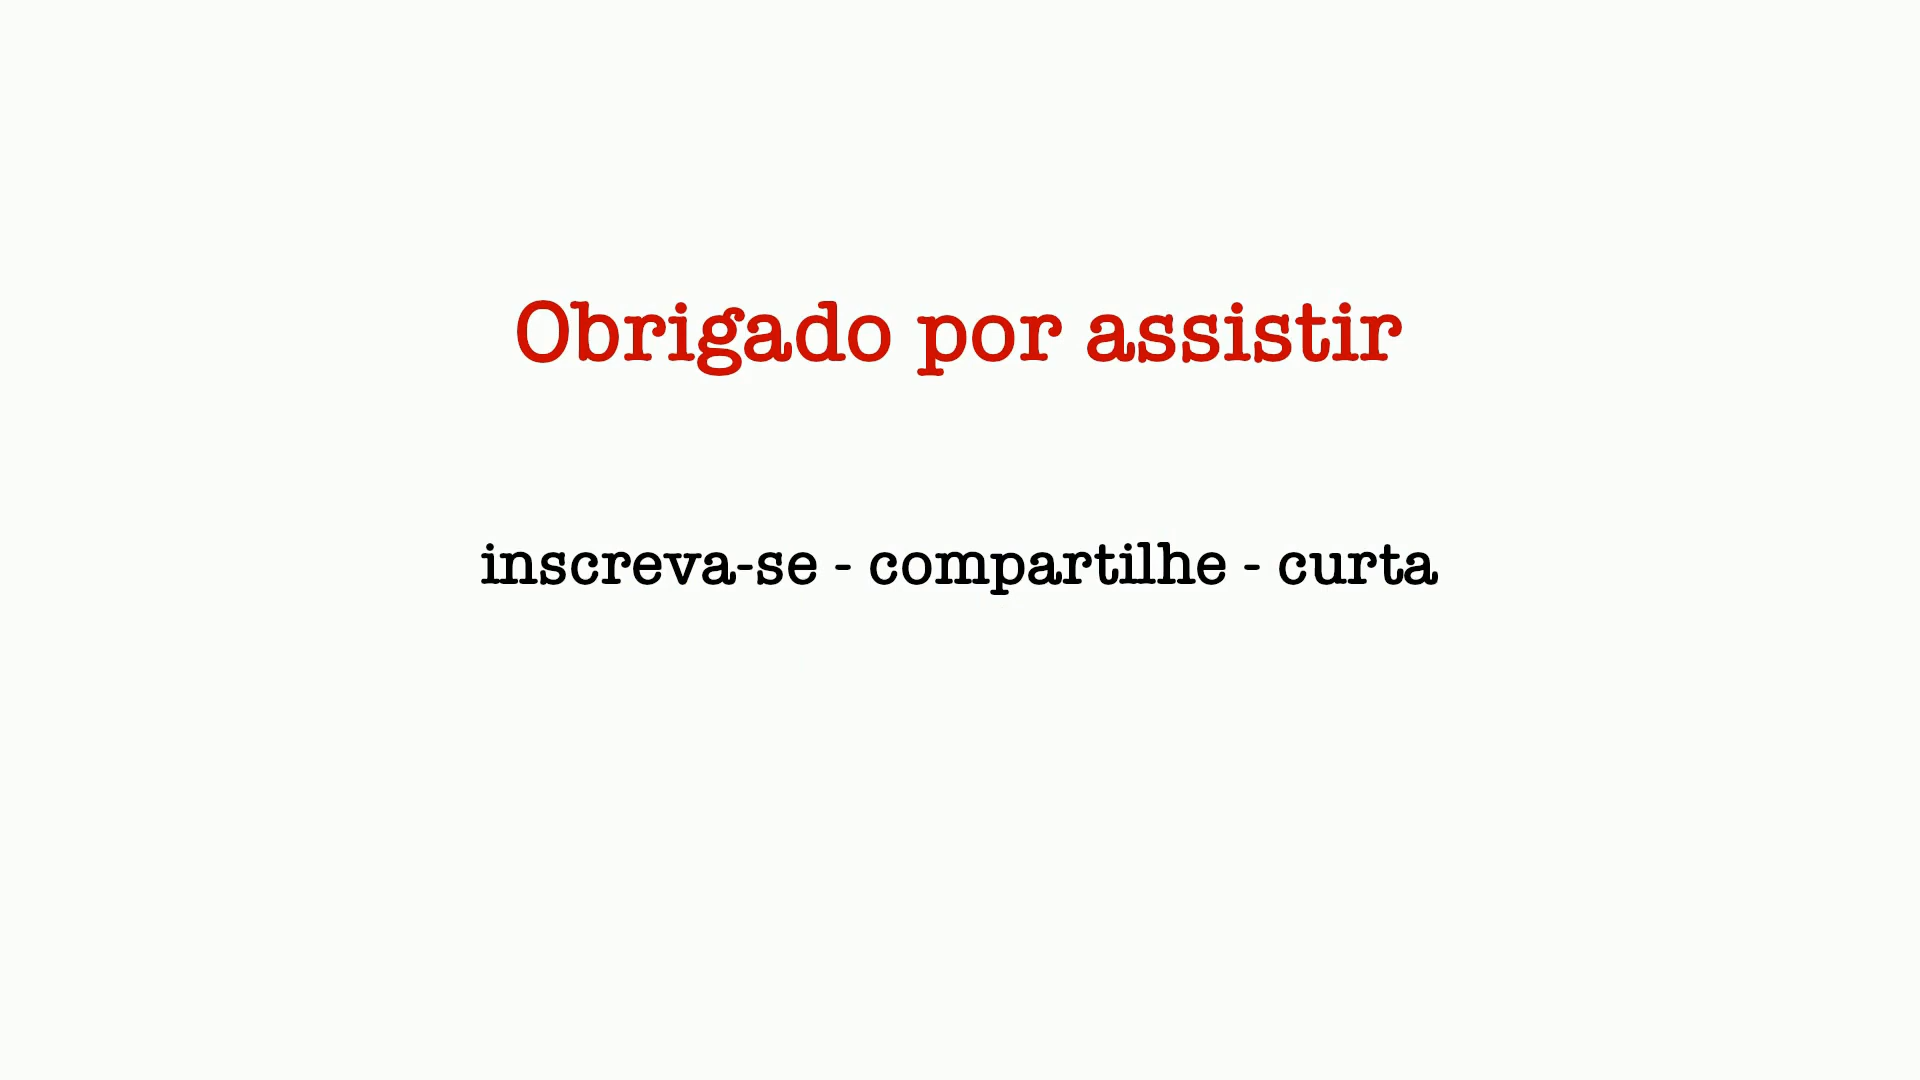 Obrigado por assistir
inscreva-se - compartilhe - curta